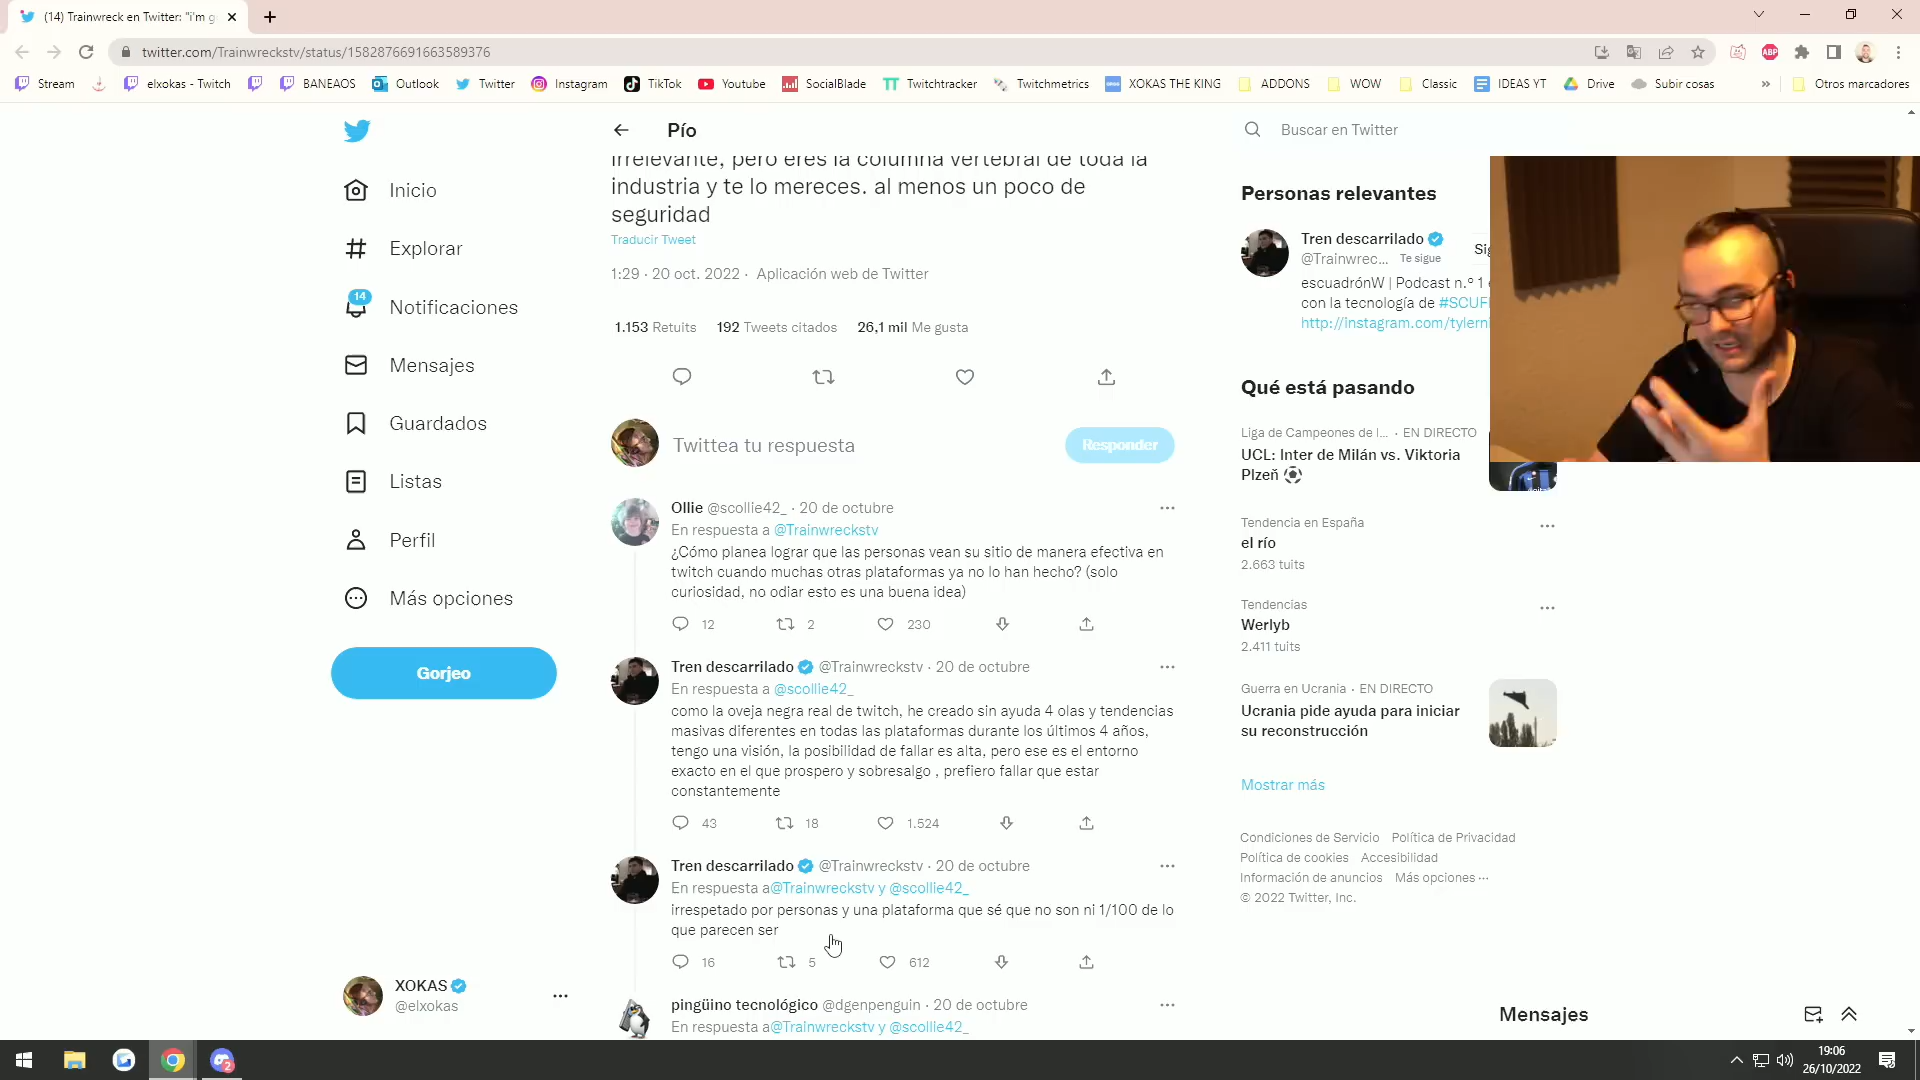 (14) Trainwreck en Twitter: "i'm g
twitter.com/Trainwreckstv/status/1582876691663589376
Stream
elxokas - Twitch
BANEAOS
Outlook
Twitter
Instagram
TikTok
Youtube
SocialBlade
Twitchtracker
Twitchmetrics
XOKAS THE KING
ADDONS
WOW
Classic
IDEAS YT
Drive
Subir cosas
»
Otros marcadores
Inicio
Explorar
14
Notificaciones
Mensajes
Guardados
Listas
Perfil
Más opciones
Gorjeo
XOKAS
@elxokas
Pío
irrelevante, pero eres la columna vertebral de toda la
industria y te lo mereces. al menos un poco de
seguridad
Traducir Tweet
1:29 · 20 oct. 2022 · Aplicación web de Twitter
1.153 Retuits 192 Tweets citados 26,1 mil Me gusta
Twittea tu respuesta
Responder
Ollie @scollie42_ · 20 de octubre
En respuesta a @Trainwreckstv
¿Cómo planea lograr que las personas vean su sitio de manera efectiva en
twitch cuando muchas otras plataformas ya no lo han hecho? (solo
curiosidad, no odiar esto es una buena idea)
12 2 230
Tren descarrilado @Trainwreckstv · 20 de octubre
En respuesta a @scollie42_
como la oveja negra real de twitch, he creado sin ayuda 4 olas y tendencias
masivas diferentes en todas las plataformas durante los últimos 4 años,
tengo una visión, la posibilidad de fallar es alta, pero ese es el entorno
exacto en el que prospero y sobresalgo , prefiero fallar que estar
constantemente
43 18 1.524
Tren descarrilado @Trainwreckstv · 20 de octubre
En respuesta a@Trainwreckstv y @scollie42_
irrespetado por personas y una plataforma que sé que no son ni 1/100 de lo
que parecen ser
16 5 612
pingüino tecnológico @dgenpenguin · 20 de octubre
En respuesta a@Trainwreckstv y @scollie42_
Buscar en Twitter
Personas relevantes
Tren descarrilado
@Trainwrec... Te sigue
Sig
escuadrónW | Podcast n.º 1
con la tecnología de #SCUF
http://instagram.com/tylern
Qué está pasando
Liga de Campeones de l... · EN DIRECTO
UCL: Inter de Milán vs. Viktoria
Plzeň
Tendencia en España
el río
2.663 tuits
Tendencias
Werlyb
2.411 tuits
Guerra en Ucrania · EN DIRECTO
Ucrania pide ayuda para iniciar
su reconstrucción
Mostrar más
Condiciones de Servicio Política de Privacidad
Política de cookies Accesibilidad
Información de anuncios Más opciones ···
© 2022 Twitter, Inc.
Mensajes
2
19:06
26/10/2022